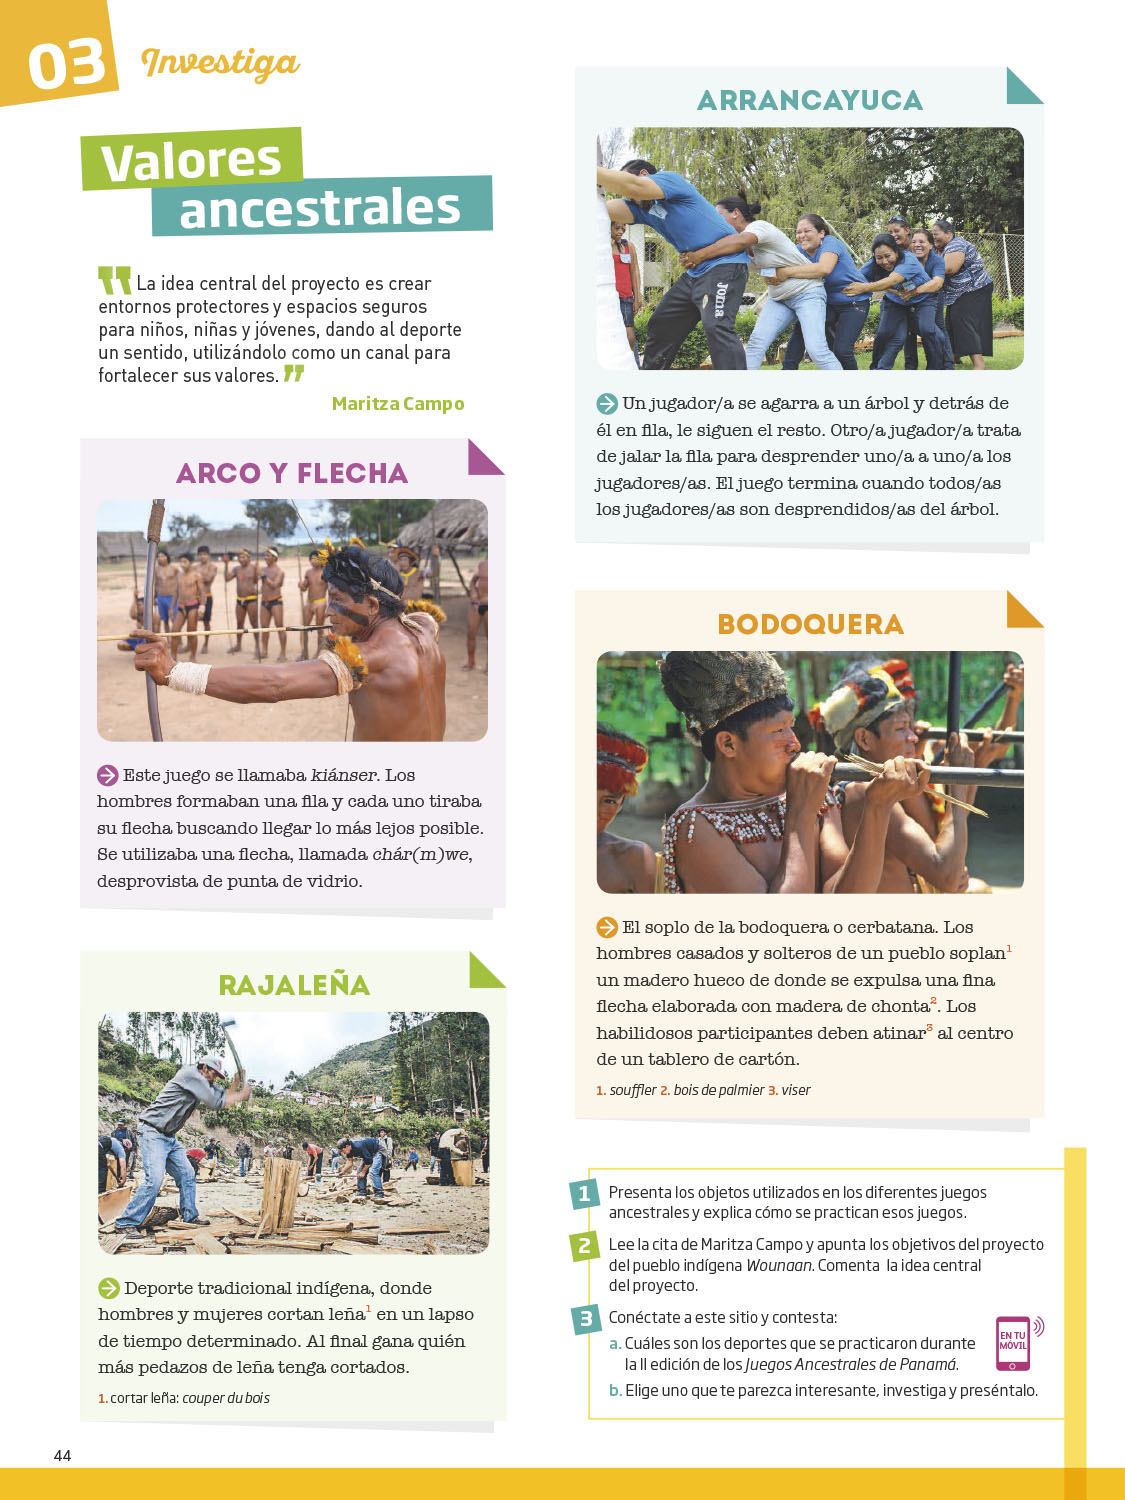 03
Investiga
Valores
ancestrales
" La idea central del proyecto es crear
entornos protectores y espacios seguros
para niños, niñas y jóvenes, dando al deporte
un sentido, utilizándolo como un canal para
fortalecer sus valores. "
Maritza Campo
ARCO Y FLECHA
Este juego se llamaba kiánser. Los
hombres formaban una fila y cada uno tiraba
su flecha buscando llegar lo más lejos posible.
Se utilizaba una flecha, llamada chár(m)we,
desprovista de punta de vidrio.
RAJALEÑA
Deporte tradicional indígena, donde
hombres y mujeres cortan leña1 en un lapso
de tiempo determinado. Al final gana quién
más pedazos de leña tenga cortados.
1. cortar leña: couper du bois
ARRANCAYUCA
Joma
Un jugador/a se agarra a un árbol y detrás de
él en fila, le siguen el resto. Otro/a jugador/a trata
de jalar la fila para desprender uno/a a uno/a los
jugadores/as. El juego termina cuando todos/as
los jugadores/as son desprendidos/as del árbol.
BODOQUERA
El soplo de la bodoquera o cerbatana. Los
hombres casados y solteros de un pueblo soplan1
un madero hueco de donde se expulsa una fina
flecha elaborada con madera de chonta2. Los
habilidosos participantes deben atinar3 al centro
de un tablero de cartón.
1. souffler 2. bois de palmier 3. viser
1 Presenta los objetos utilizados en los diferentes juegos
ancestrales y explica cómo se practican esos juegos.
2 Lee la cita de Maritza Campo y apunta los objetivos del proyecto
del pueblo indígena Wounaan. Comenta la idea central
del proyecto.
3 Conéctate a este sitio y contesta:
a. Cuáles son los deportes que se practicaron durante
la II edición de los Juegos Ancestrales de Panamá.
b. Elige uno que te parezca interesante, investiga y preséntalo.
EN TU
MÓVIL
44